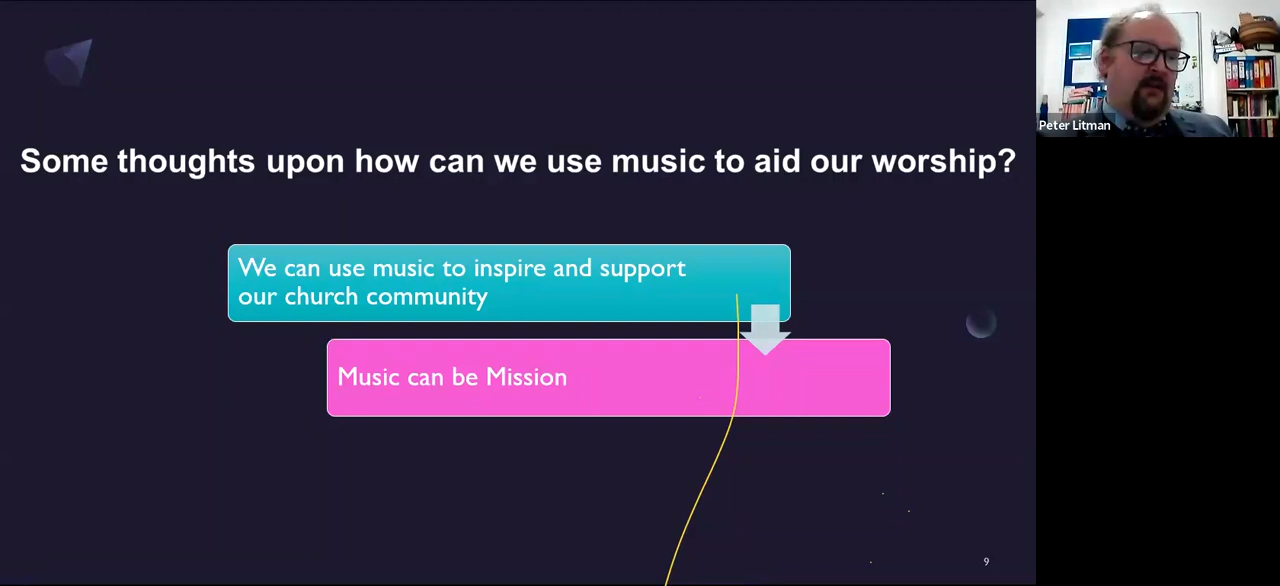 Some thoughts upon how can we use music to aid our worship?
We can use music to inspire and support
our church community
Music can be Mission
9
Peter Litman